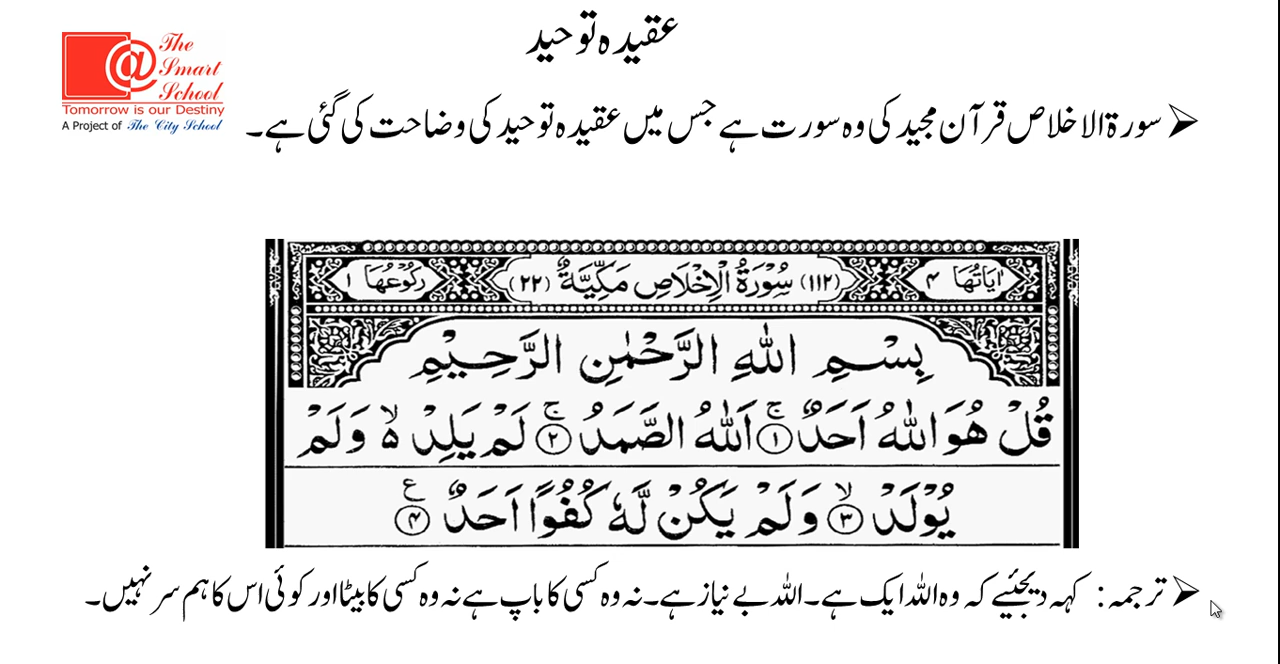 عقیدہ توحید
The
Smart
School
Tomorrow is our Destiny
A Project of The City School
سورۃ الاخلاص قرآن مجید کی وہ سورت ہے جس میں عقیدہ توحید کی وضاحت کی گئی ہے۔
اٰیَاتُهَا ۴ (۱۱۲) سُوْرَةُ الْاِخْلَاصِ مَكِّيَّةٌ (۲۲) رُكُوْعُهَا ۱
بِسْمِ اللّٰهِ الرَّحْمٰنِ الرَّحِيْمِ
قُلْ هُوَ اللّٰهُ اَحَدٌ ۚ ۱ اَللّٰهُ الصَّمَدُ ۚ ۲ لَمْ يَلِدْ ۙ۬ وَلَمْ
يُوْلَدْ ۙ ۳ وَلَمْ يَكُنْ لَّهٗ كُفُوًا اَحَدٌ ۴ ع
ترجمہ: کہہ دیجئیے کہ وہ اللہ ایک ہے۔ اللہ بے نیاز ہے۔ نہ وہ کسی کا باپ ہے نہ وہ کسی کا بیٹا اور کوئی اس کا ہم سر نہیں۔